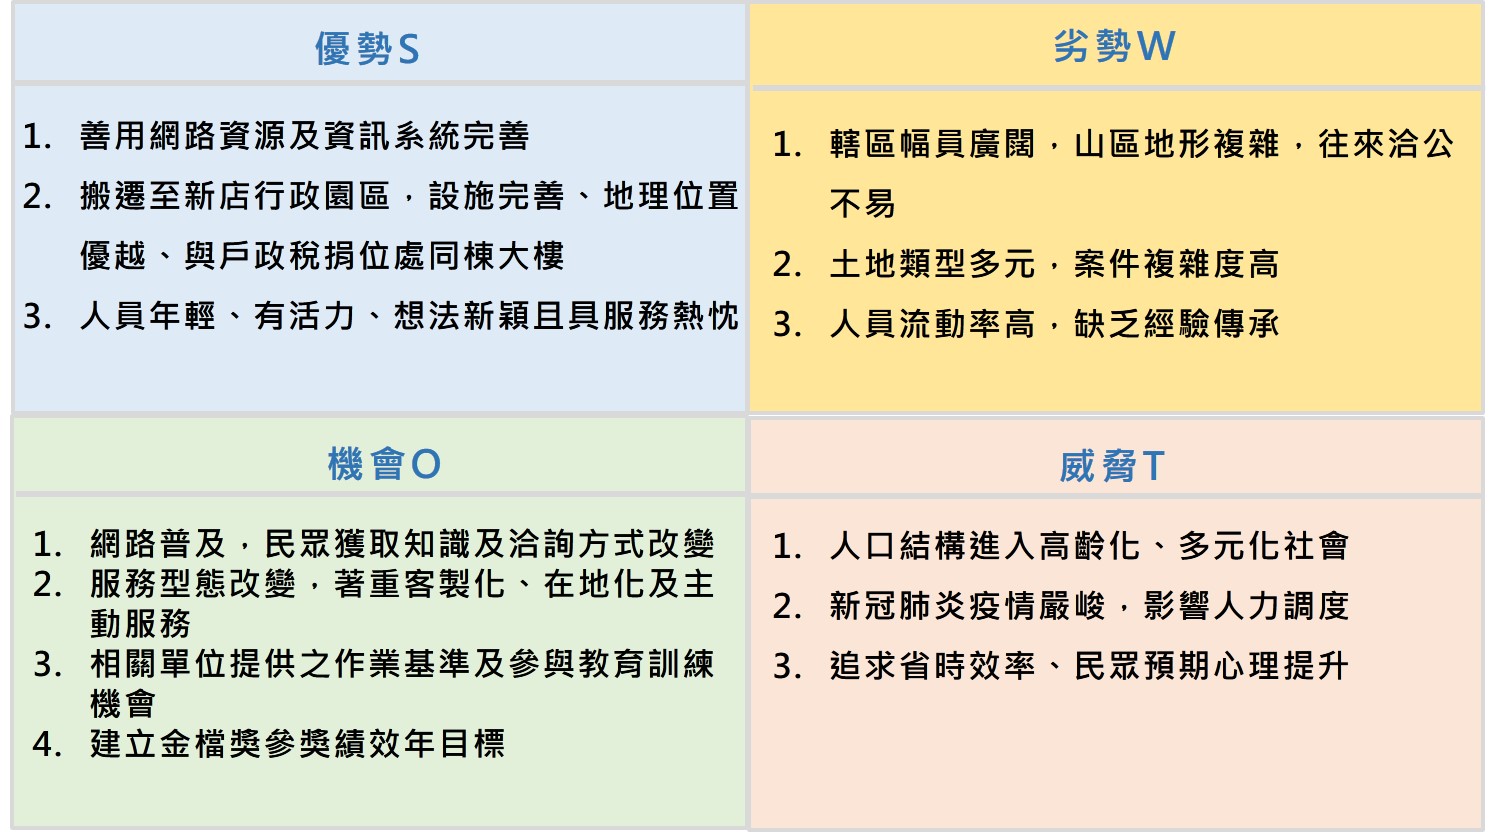 優勢S
1. 善用網路資源及資訊系統完善
2. 搬遷至新店行政園區，設施完善、地理位置
優越、與戶政稅捐位處同棟大樓
3. 人員年輕、有活力、想法新穎且具服務熱忱
劣勢W
1. 轄區幅員廣闊，山區地形複雜，往來洽公
不易
2. 土地類型多元，案件複雜度高
3. 人員流動率高，缺乏經驗傳承
機會O
1. 網路普及，民眾獲取知識及洽詢方式改變
2. 服務型態改變，著重客製化、在地化及主
動服務
3. 相關單位提供之作業基準及參與教育訓練
機會
4. 建立金檔獎參獎績效年目標
威脅T
1. 人口結構進入高齡化、多元化社會
2. 新冠肺炎疫情嚴峻，影響人力調度
3. 追求省時效率、民眾預期心理提升